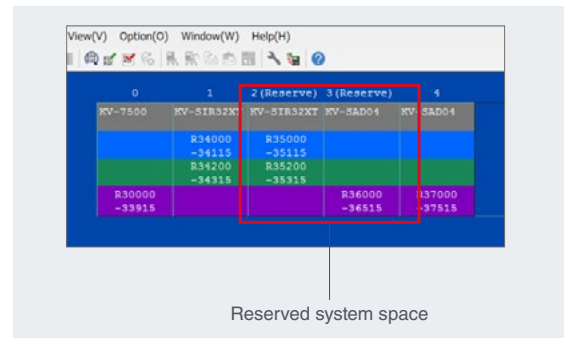 View(V) Option(O) Window(W) Help(H)
0 1 2(Reserve) 3(Reserve) 4
KV-7500 KV-SIR32XT KV-SIR32XT KV-SAD04 KV-SAD04
R34000 R35000
-34115 -35115
R34200 R35200
-34315 -35315
R30000 R36000 R37000
-33915 -36515 -37515
Reserved system space